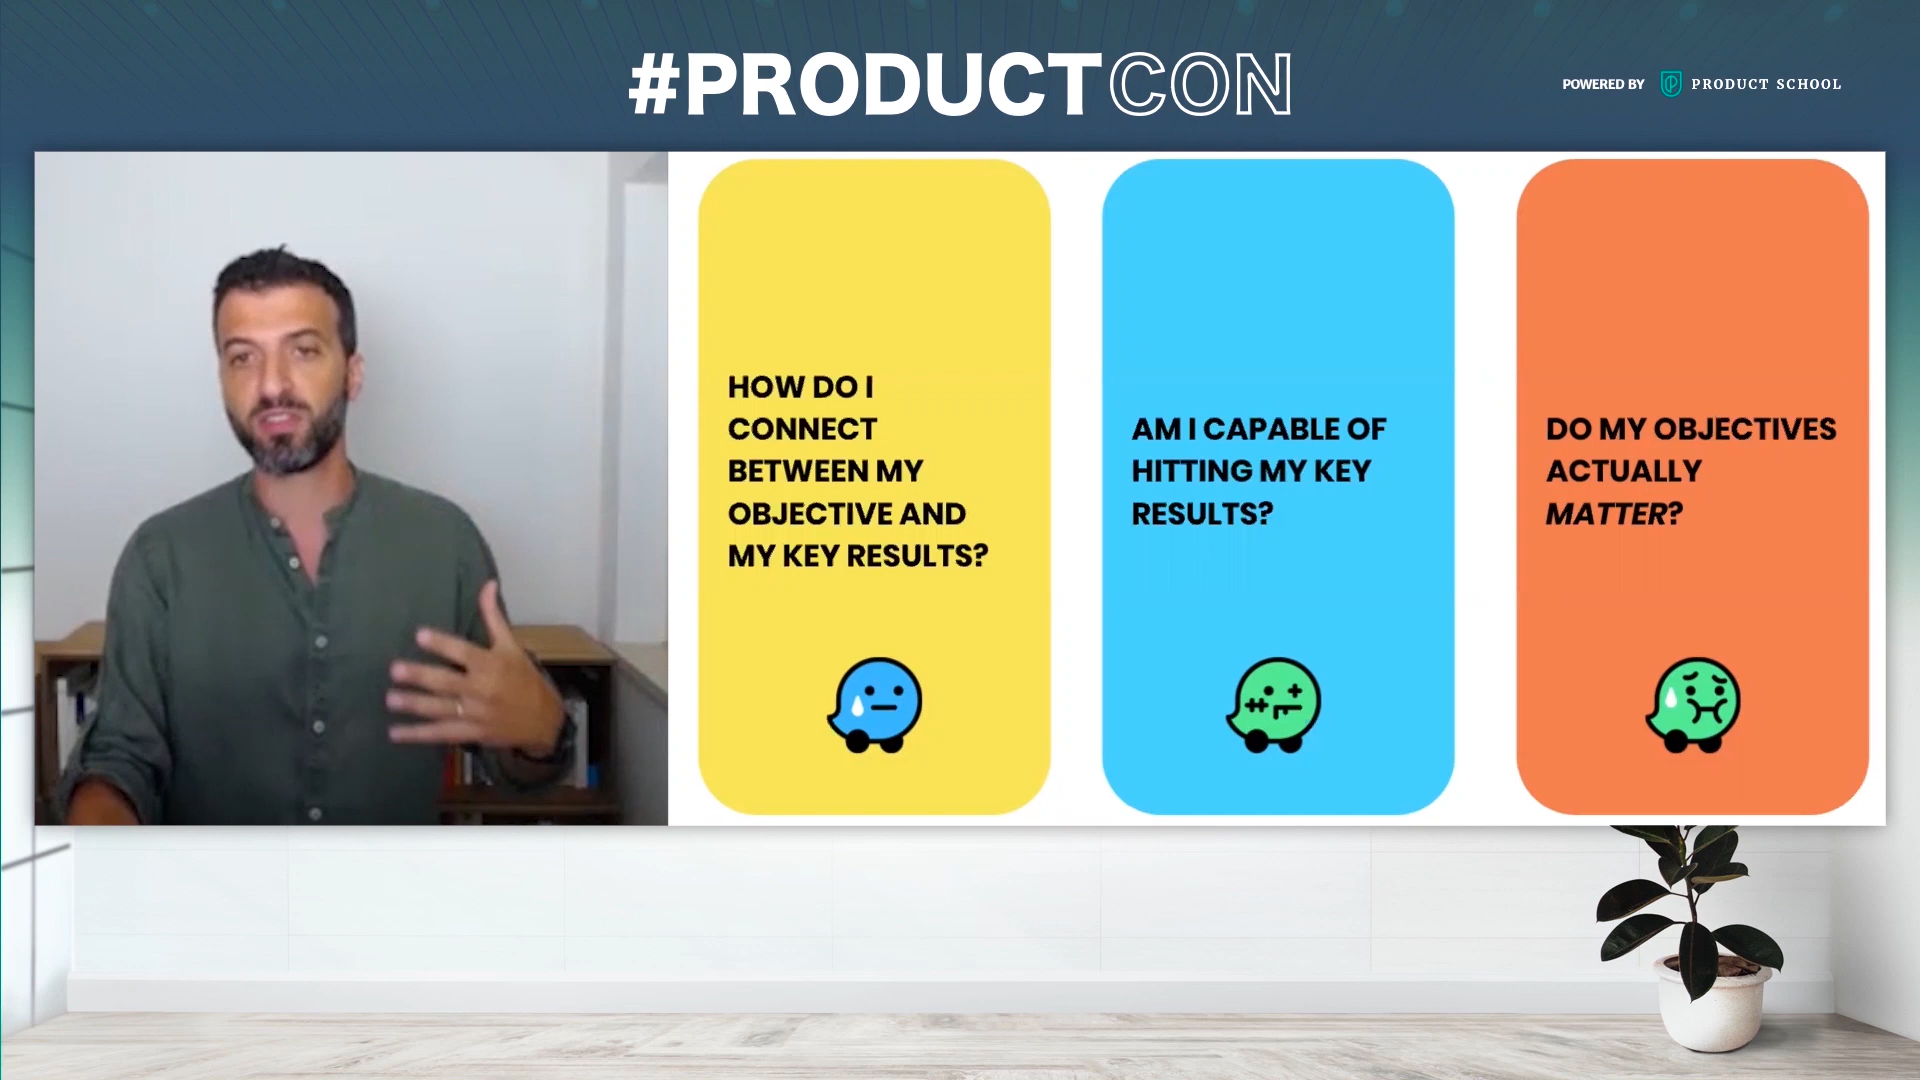 #PRODUCTCON
POWERED BY PRODUCT SCHOOL
HOW DO I
CONNECT
BETWEEN MY
OBJECTIVE AND
MY KEY RESULTS?
AM I CAPABLE OF
HITTING MY KEY
RESULTS?
DO MY OBJECTIVES
ACTUALLY
MATTER?